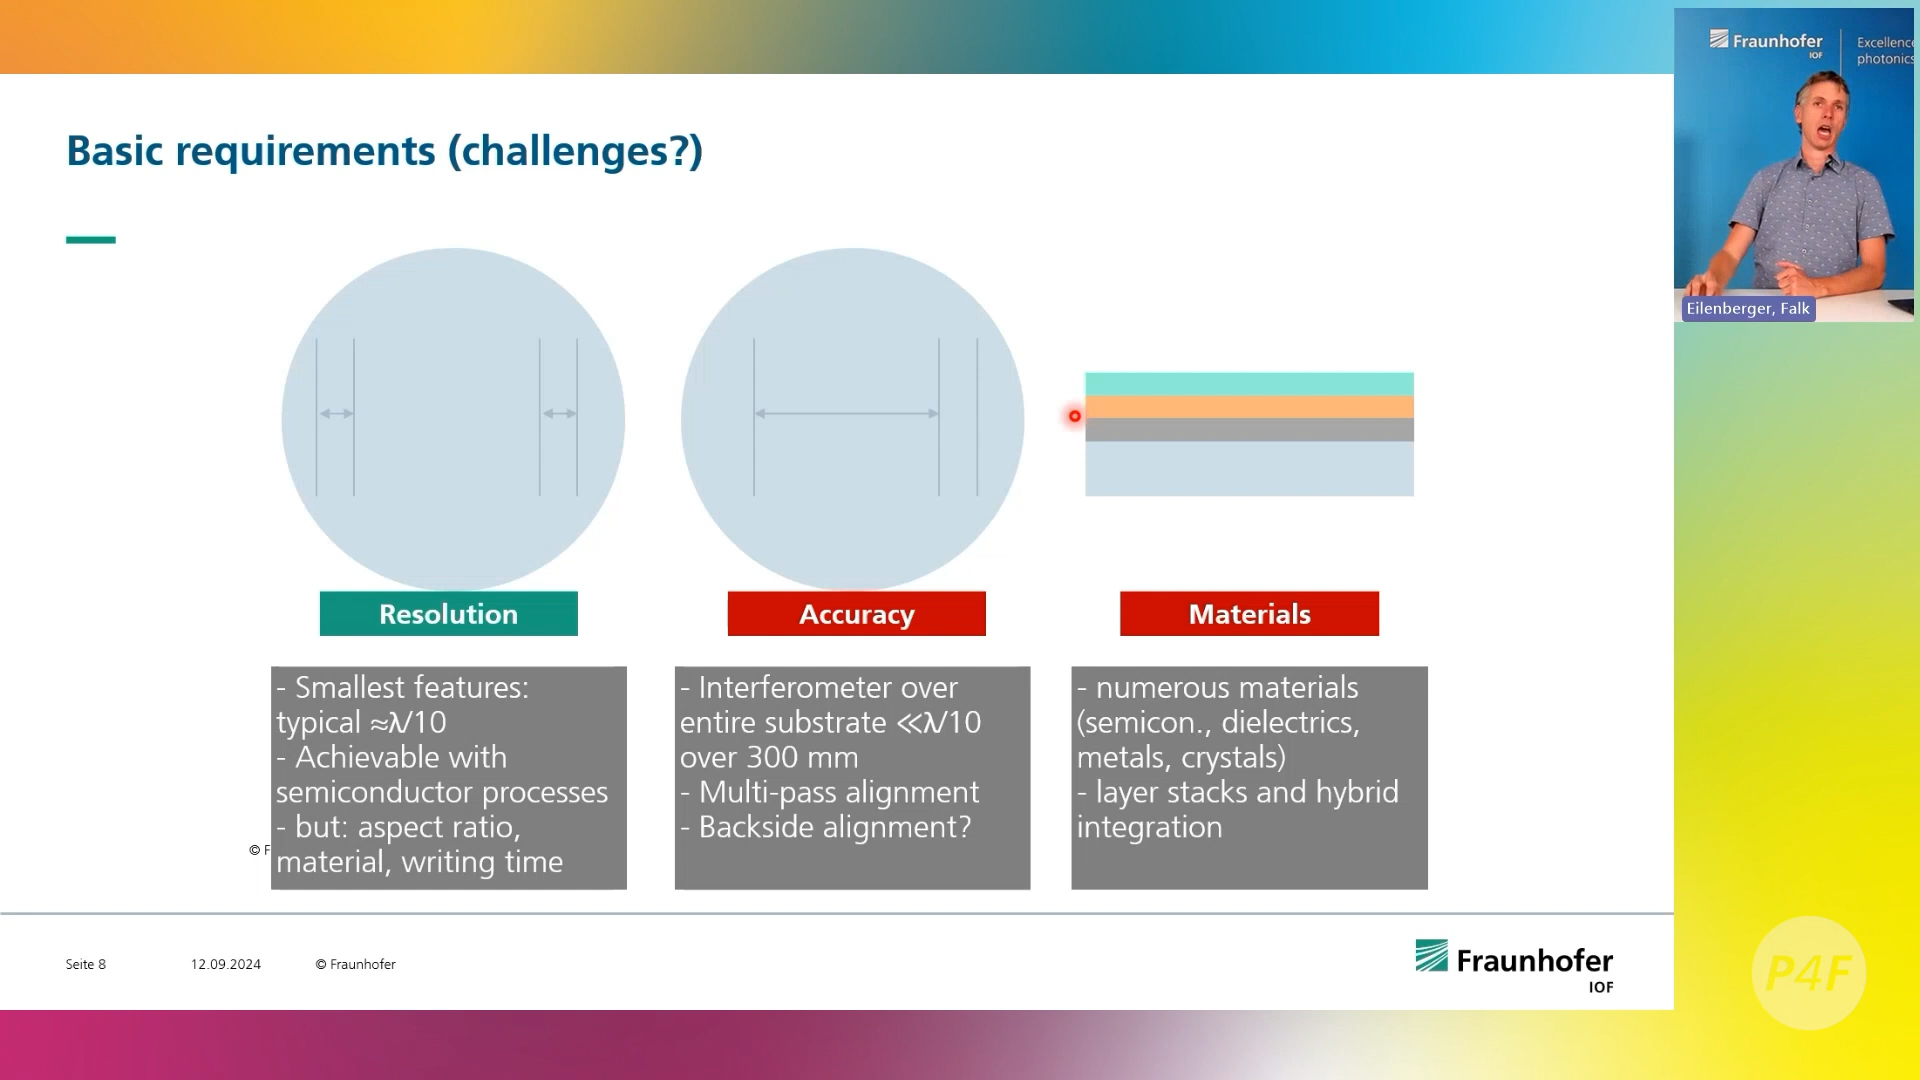 Basic requirements (challenges?)
Resolution
- Smallest features:
typical ≈λ/10
- Achievable with
semiconductor processes
- but: aspect ratio,
material, writing time
Accuracy
- Interferometer over
entire substrate ≪λ/10
over 300 mm
- Multi-pass alignment
- Backside alignment?
Materials
- numerous materials
(semicon., dielectrics,
metals, crystals)
- layer stacks and hybrid
integration
© F
Seite 8
12.09.2024
© Fraunhofer
Fraunhofer
IOF
Fraunhofer
IOF
Excellence
photonics
Eilenberger, Falk
P4F